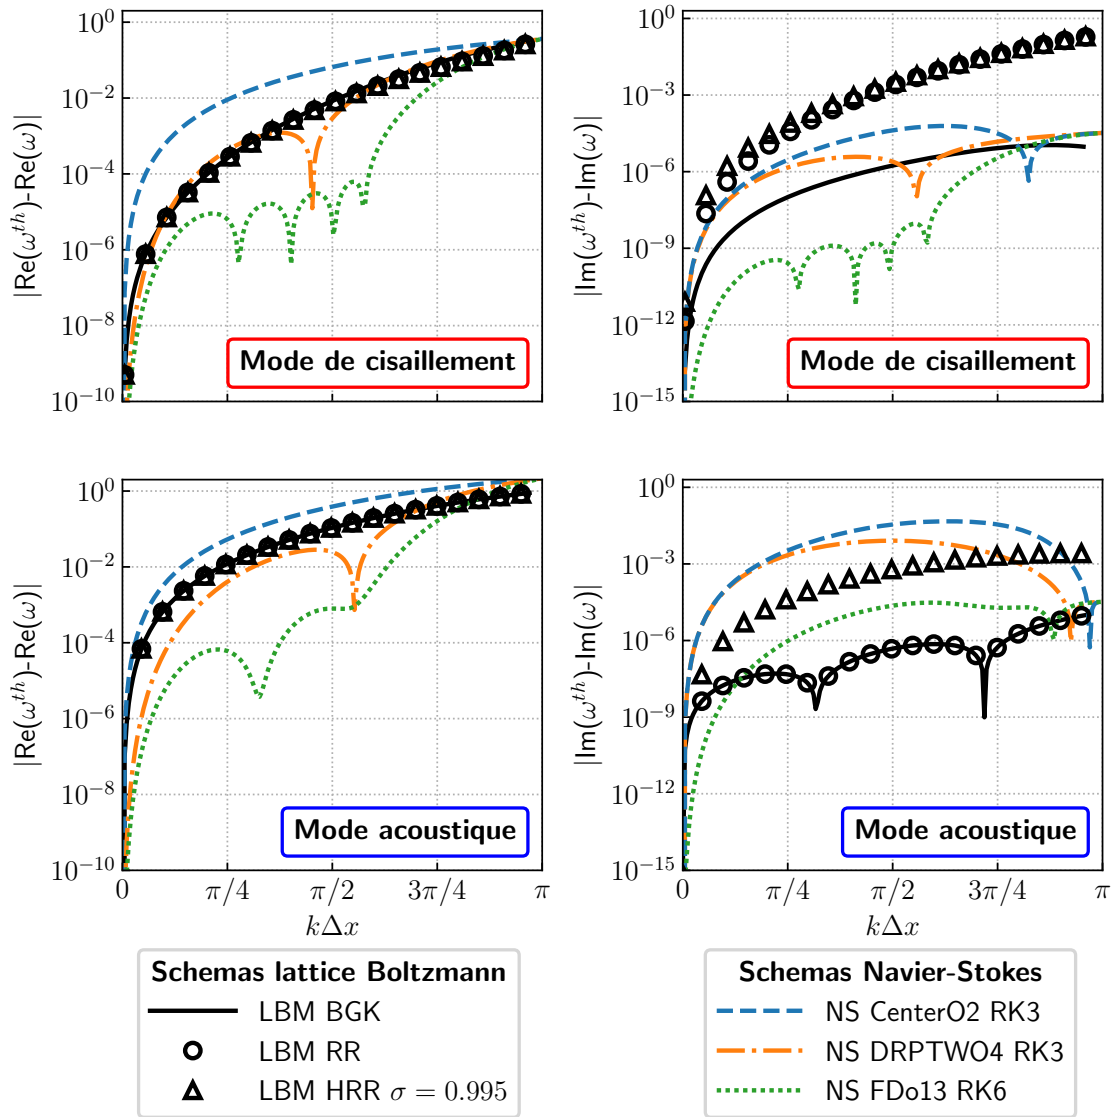 10^0
10^{-2}
10^{-4}
10^{-6}
10^{-8}
10^{-10}
|Re(ω^{th})-Re(ω)|
Mode de cisaillement
10^0
10^{-3}
10^{-6}
10^{-9}
10^{-12}
10^{-15}
|Im(ω^{th})-Im(ω)|
Mode de cisaillement
10^0
10^{-2}
10^{-4}
10^{-6}
10^{-8}
10^{-10}
|Re(ω^{th})-Re(ω)|
Mode acoustique
0 π/4 π/2 3π/4 π
kΔx
10^0
10^{-3}
10^{-6}
10^{-9}
10^{-12}
10^{-15}
|Im(ω^{th})-Im(ω)|
Mode acoustique
0 π/4 π/2 3π/4 π
kΔx
Schemas lattice Boltzmann
LBM BGK
LBM RR
LBM HRR σ = 0.995
Schemas Navier-Stokes
NS CenterO2 RK3
NS DRPTWO4 RK3
NS FDo13 RK6